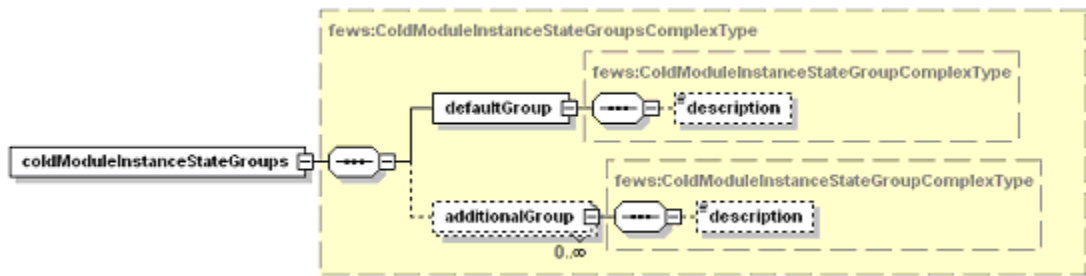 fews:ColdModuleInstanceStateGroupsComplexType
fews:ColdModuleInstanceStateGroupComplexType
defaultGroup
description
coldModuleInstanceStateGroups
fews:ColdModuleInstanceStateGroupComplexType
additionalGroup
description
0..∞